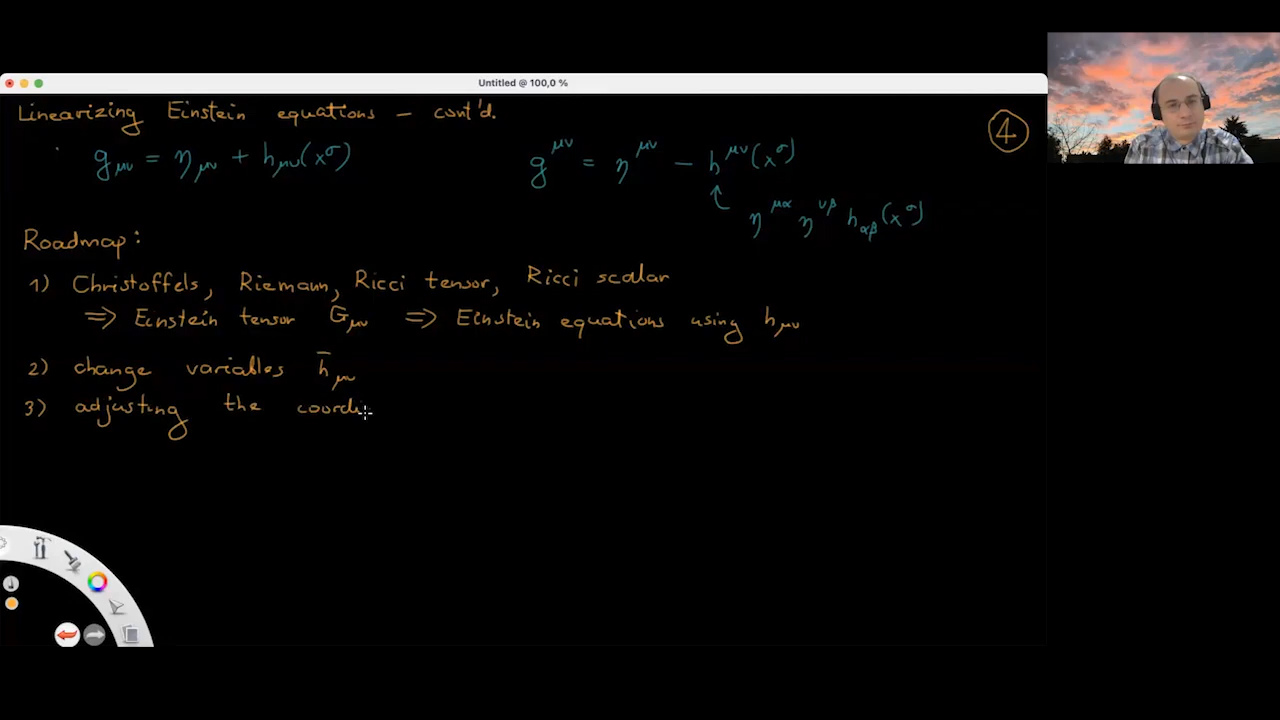 Untitled @ 100,0 %
Linearizing Einstein equations – cont'd.
④
g_μν = η_μν + h_μν(x^σ)
g^μν = η^μν – h^μν(x^σ)
η^μα η^νβ h_αβ(x^σ)
Roadmap:
1) Christoffels, Riemann, Ricci tensor, Ricci scalar
⇒ Einstein tensor G_μν ⇒ Einstein equations using h_μν
2) change variables h̄_μν
3) adjusting the coordi